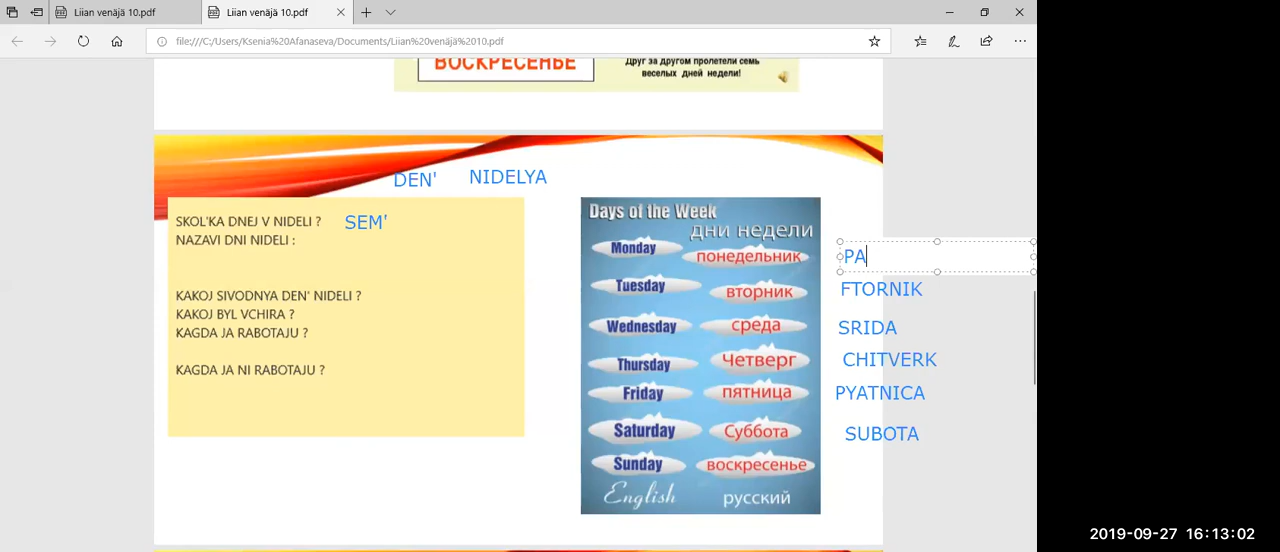 Liian venäjä 10.pdf
Liian venäjä 10.pdf
file:///C:/Users/Ksenia%20Afanaseva/Documents/Liian%20venäjä%2010.pdf
ВОСКРЕСЕНЬЕ
Друг за другом пролетели семь
веселых дней недели!
DEN'
NIDELYA
SKOL'KA DNEJ V NIDELI ?
SEM'
NAZAVI DNI NIDELI :
KAKOJ SIVODNYA DEN' NIDELI ?
KAKOJ BYL VCHIRA ?
KAGDA JA RABOTAJU ?
KAGDA JA NI RABOTAJU ?
Days of the Week
дни недели
Monday
понедельник
PA
Tuesday
вторник
FTORNIK
Wednesday
среда
SRIDA
Thursday
Четверг
CHITVERK
Friday
пятница
PYATNICA
Saturday
Суббота
SUBOTA
Sunday
воскресенье
English
русский
2019-09-27 16:13:02